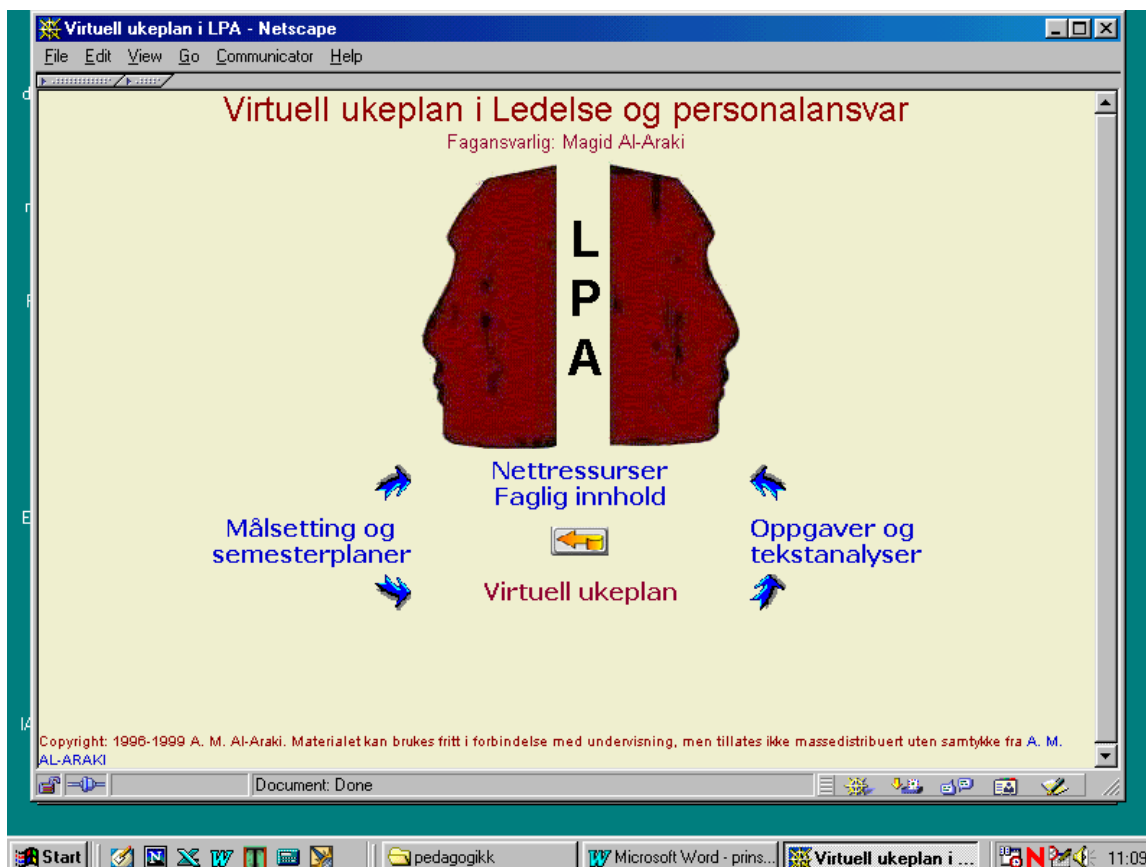 Virtuell ukeplan i LPA - Netscape
File Edit View Go Communicator Help
Virtuell ukeplan i Ledelse og personalansvar
Fagansvarlig: Magid Al-Araki
L
P
A
Nettressurser
Faglig innhold
Målsetting og
semesterplaner
Oppgaver og
tekstanalyser
Virtuell ukeplan
Copyright: 1996-1999 A. M. Al-Araki. Materialet kan brukes fritt i forbindelse med undervisning, men tillates ikke massedistribuert uten samtykke fra A. M.
AL-ARAKI
Document: Done
Start pedagogikk Microsoft Word - prins... Virtuell ukeplan i ... 11:09